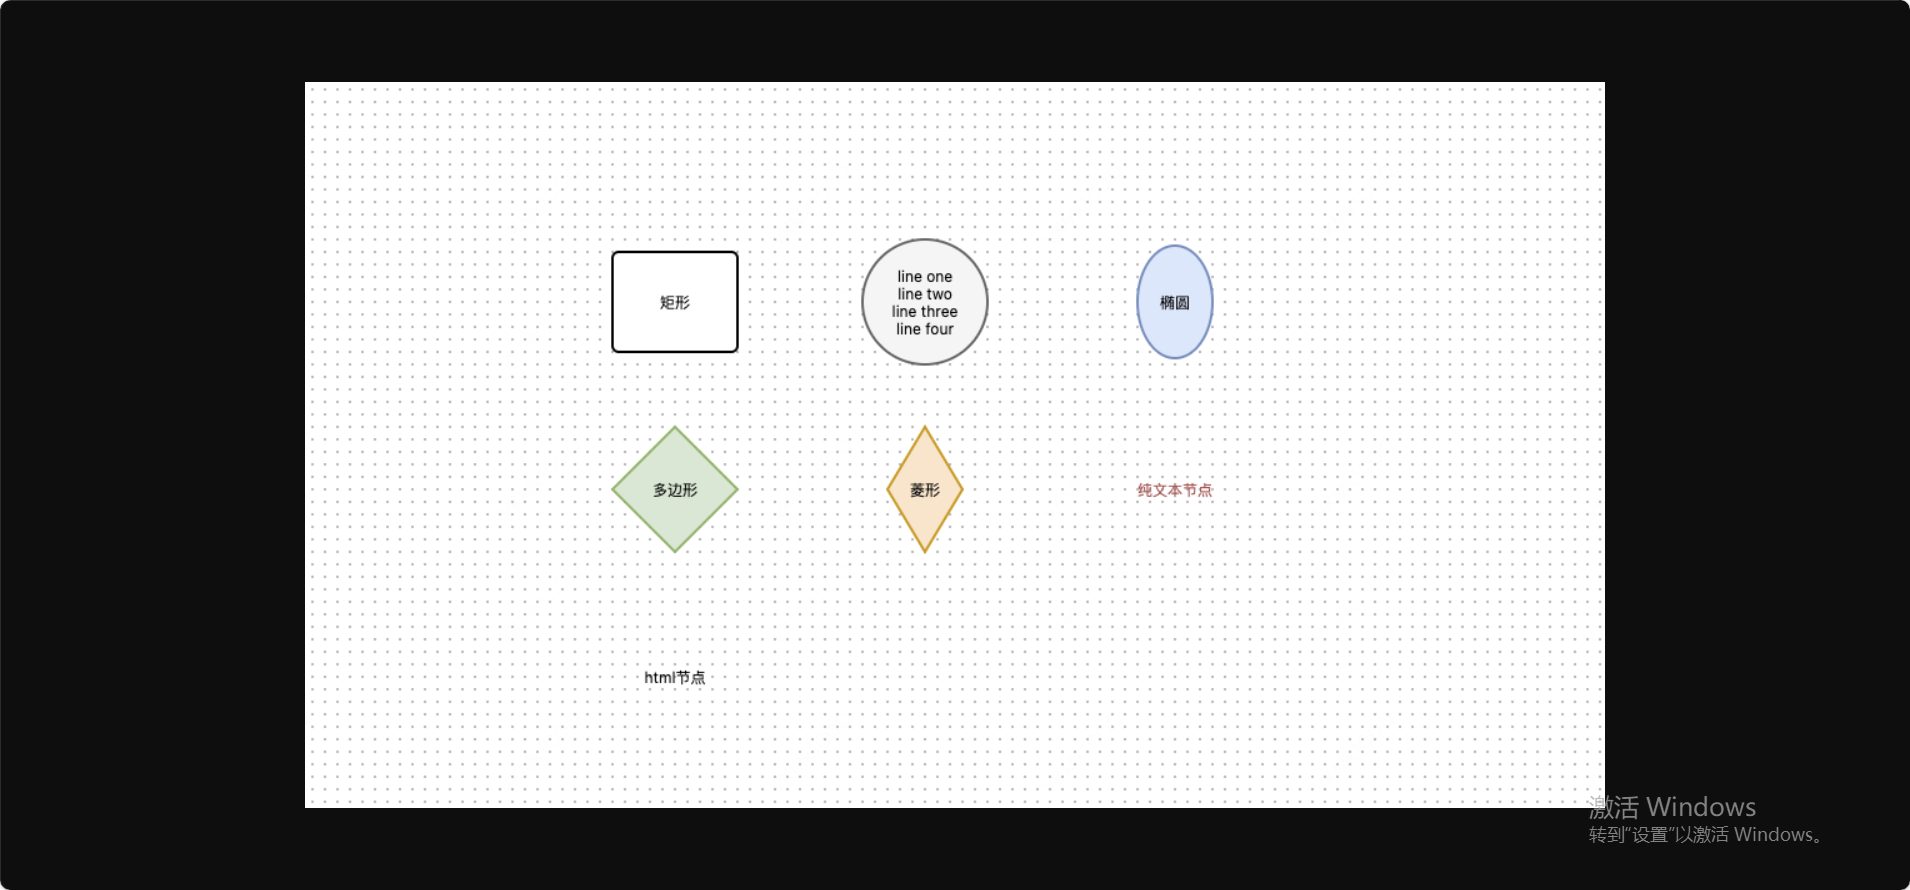 矩形
line one
line two
line three
line four
椭圆
多边形
菱形
纯文本节点
html节点
激活 Windows
转到“设置”以激活 Windows。